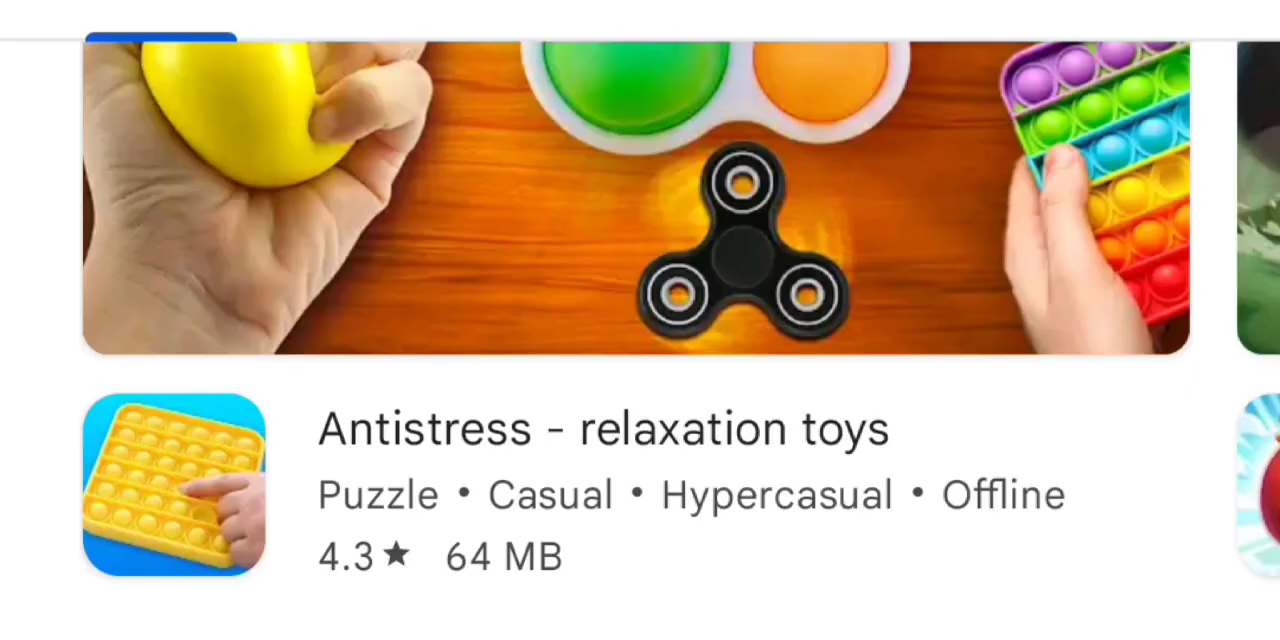 Antistress - relaxation toys
Puzzle • Casual • Hypercasual • Offline
4.3★ 64 MB